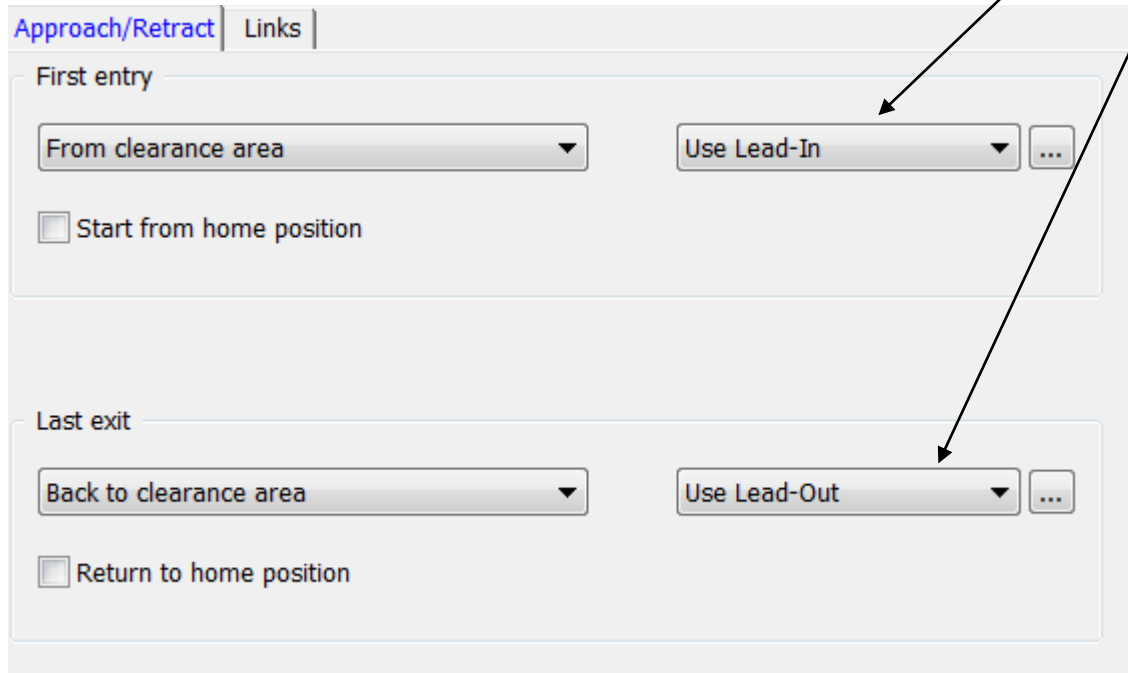 Approach/Retract Links
First entry
From clearance area Use Lead-In ...
Start from home position
Last exit
Back to clearance area Use Lead-Out ...
Return to home position